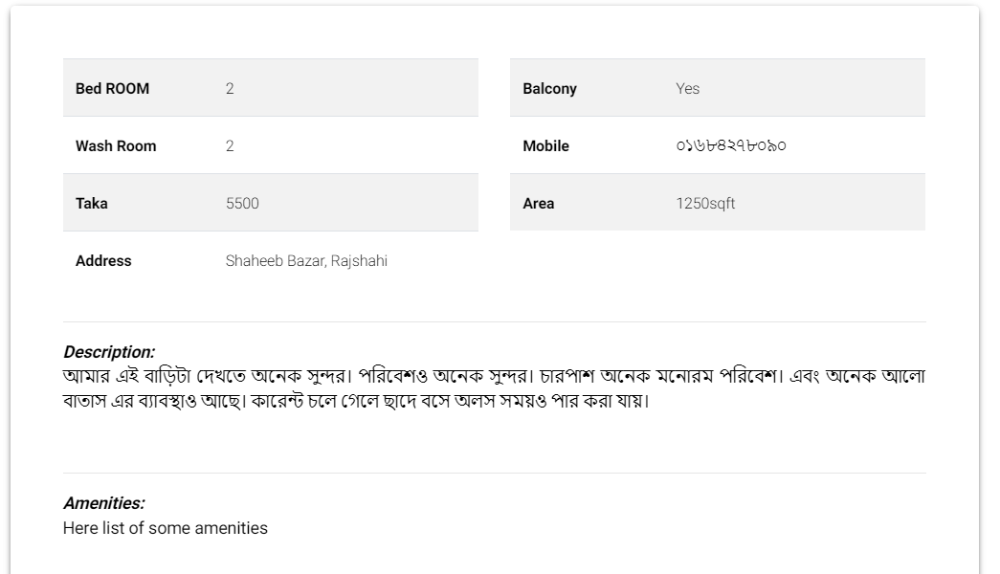 Bed ROOM 2
Balcony Yes
Wash Room 2
Mobile ০১৬৮৪২৭৮০৯০
Taka 5500
Area 1250sqft
Address Shaheeb Bazar, Rajshahi
Description:
আমার এই বাড়িটা দেখতে অনেক সুন্দর। পরিবেশও অনেক সুন্দর। চারপাশ অনেক মনোরম পরিবেশ। এবং অনেক আলো
বাতাস এর ব্যাবস্থাও আছে। কারেন্ট চলে গেলে ছাদে বসে অলস সময়ও পার করা যায়।
Amenities:
Here list of some amenities